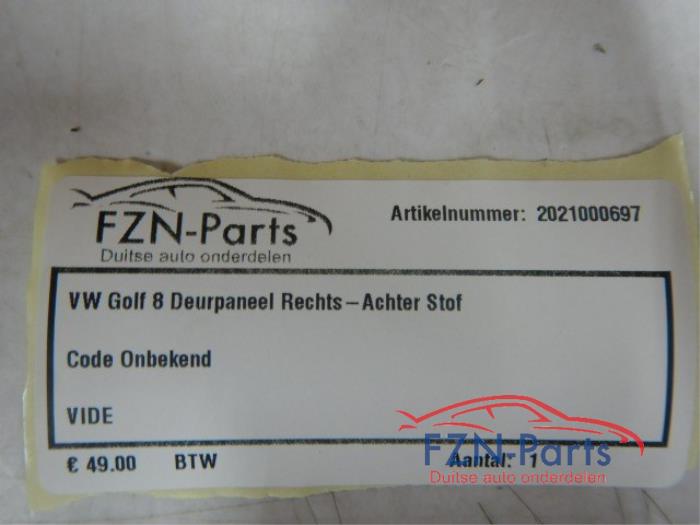 FZN-Parts
Duitse auto onderdelen
Artikelnummer: 2021000697
VW Golf 8 Deurpaneel Rechts-Achter Stof
Code Onbekend
VIDE
€ 49.00 BTW Aantal: 1
FZN-Parts
Duitse auto onderdelen